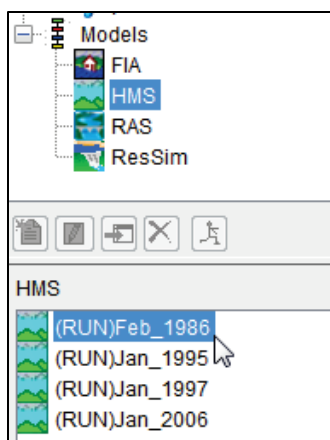 Models
FIA
HMS
RAS
ResSim
HMS
(RUN)Feb_1986
(RUN)Jan_1995
(RUN)Jan_1997
(RUN)Jan_2006